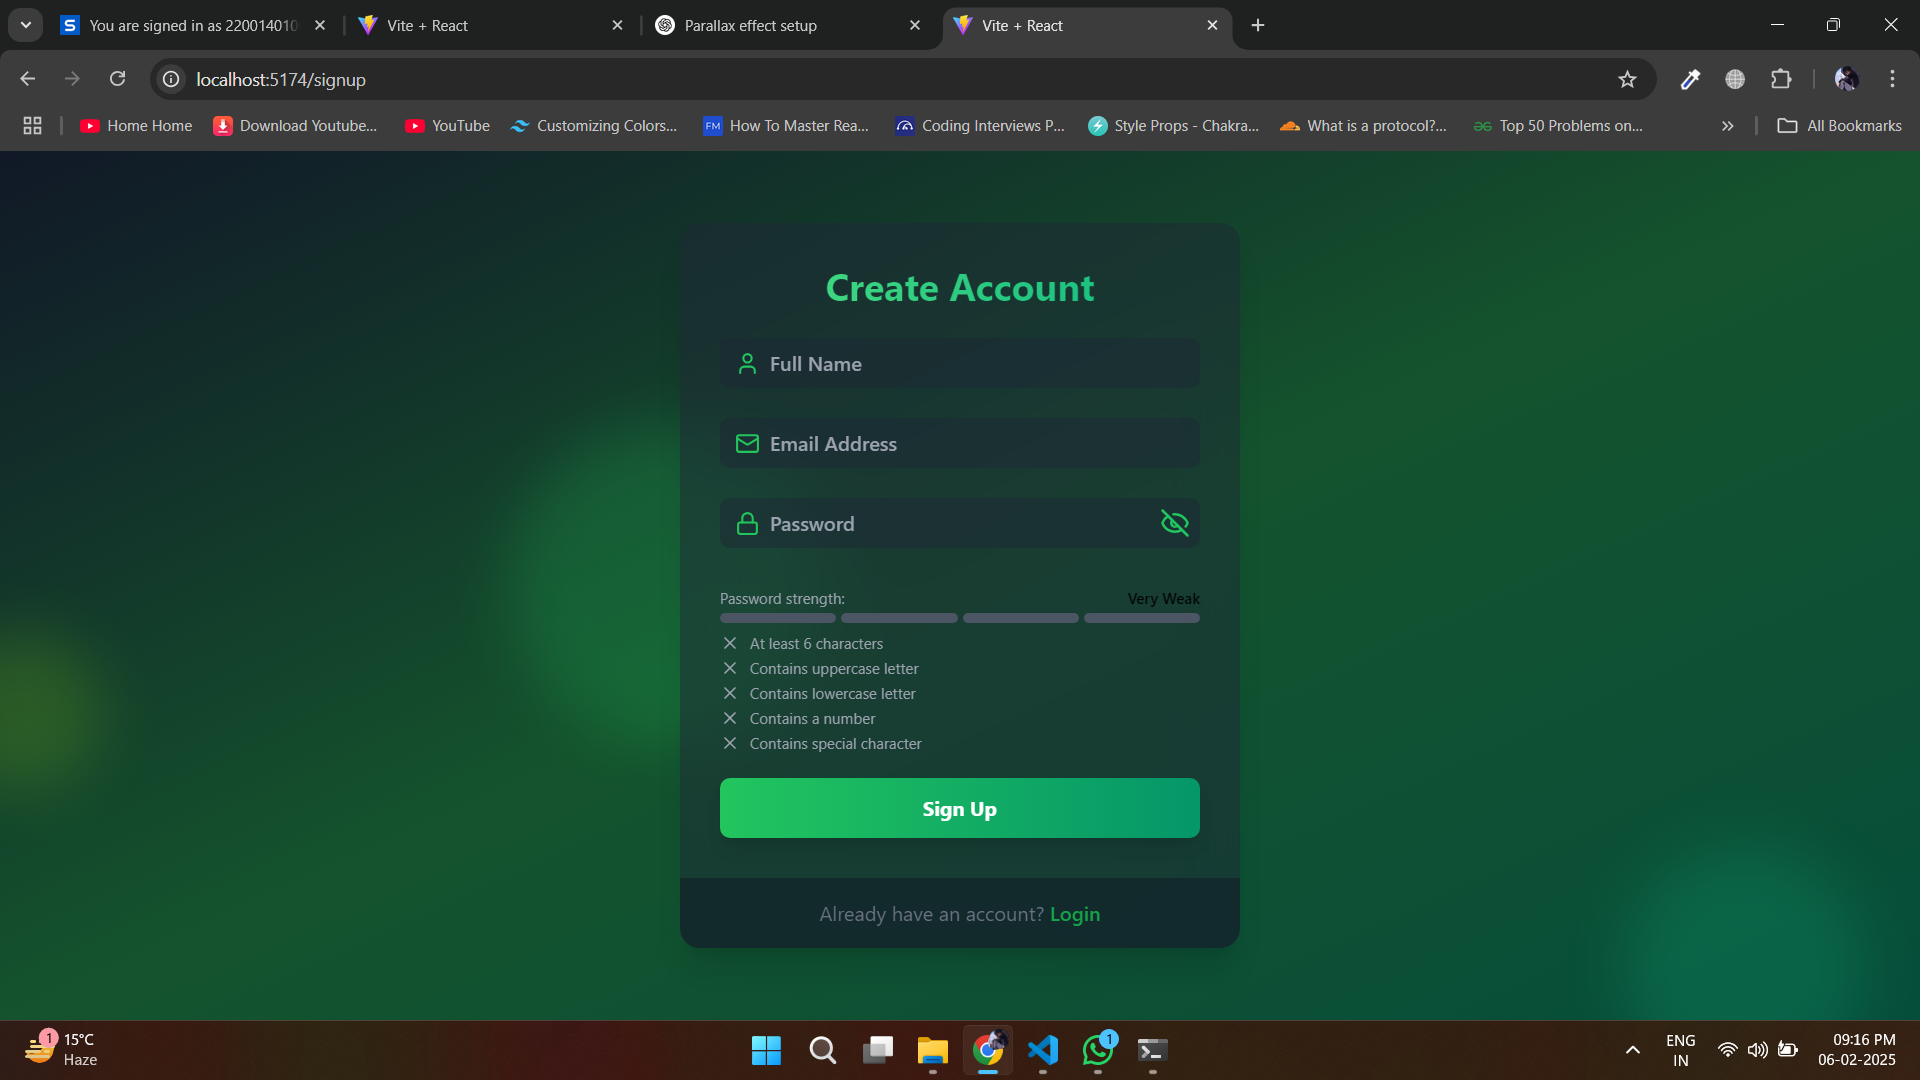 You are signed in as 220014010
Vite + React
Parallax effect setup
Vite + React
localhost:5174/signup
Home Home
Download Youtube...
YouTube
Customizing Colors...
FM
How To Master Rea...
Coding Interviews P...
Style Props - Chakra...
What is a protocol?...
Top 50 Problems on...
All Bookmarks
Create Account
Full Name
Email Address
Password
Password strength:
Very Weak
At least 6 characters
Contains uppercase letter
Contains lowercase letter
Contains a number
Contains special character
Sign Up
Already have an account? Login
1
15°C
Haze
1
ENG
IN
09:16 PM
06-02-2025